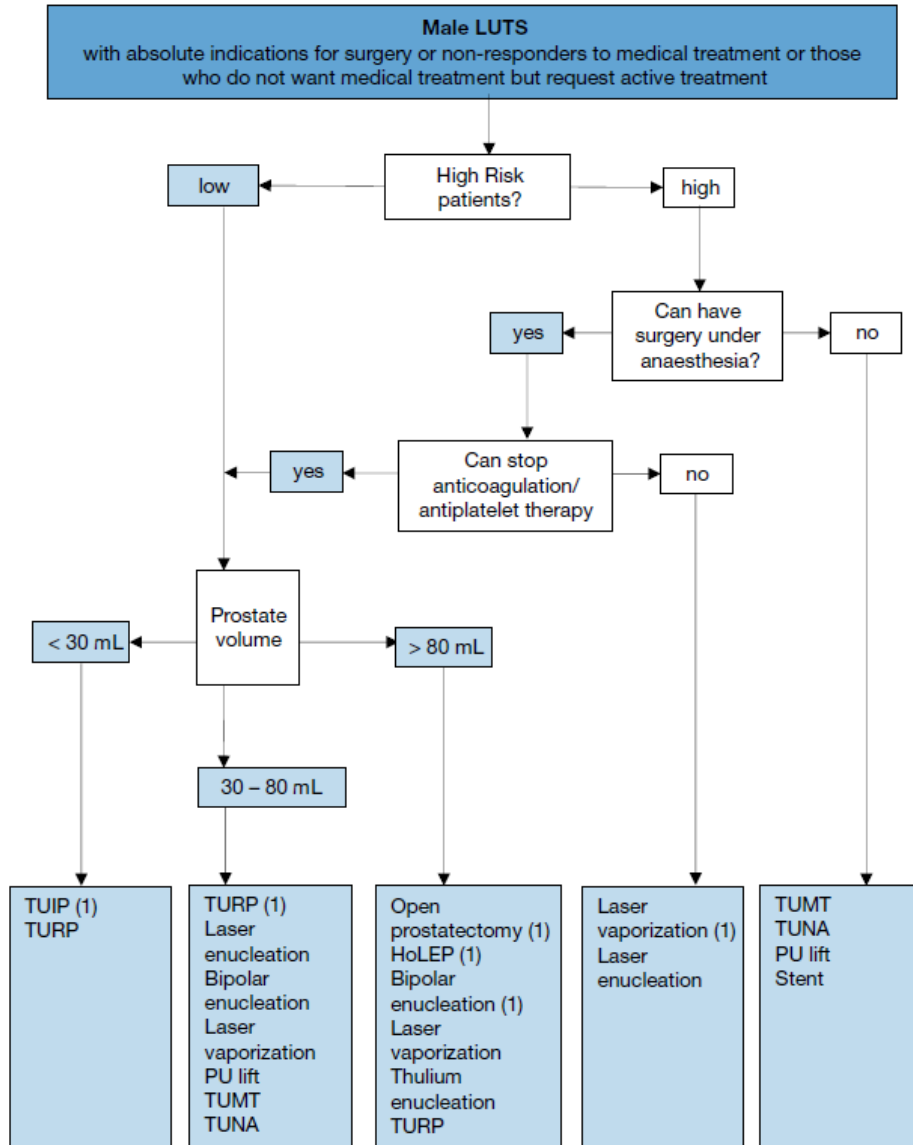 Male LUTS
with absolute indications for surgery or non-responders to medical treatment or those
who do not want medical treatment but request active treatment
low
High Risk
patients?
high
yes
Can have
surgery under
anaesthesia?
no
yes
Can stop
anticoagulation/
antiplatelet therapy
no
Prostate
volume
< 30 mL
> 80 mL
30 – 80 mL
TUIP (1)
TURP
TURP (1)
Laser
enucleation
Bipolar
enucleation
Laser
vaporization
PU lift
TUMT
TUNA
Open
prostatectomy (1)
HoLEP (1)
Bipolar
enucleation (1)
Laser
vaporization
Thulium
enucleation
TURP
Laser
vaporization (1)
Laser
enucleation
TUMT
TUNA
PU lift
Stent